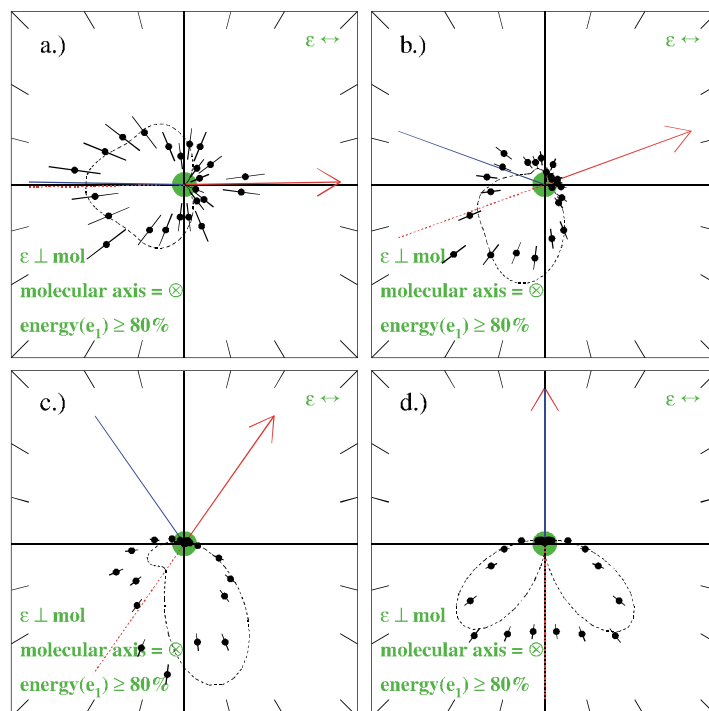 a.)
ε ↔
ε ⊥ mol
molecular axis = ⊗
energy(e₁) ≥ 80%
b.)
ε ↔
ε ⊥ mol
molecular axis = ⊗
energy(e₁) ≥ 80%
c.)
ε ↔
ε ⊥ mol
molecular axis = ⊗
energy(e₁) ≥ 80%
d.)
ε ↔
ε ⊥ mol
molecular axis = ⊗
energy(e₁) ≥ 80%